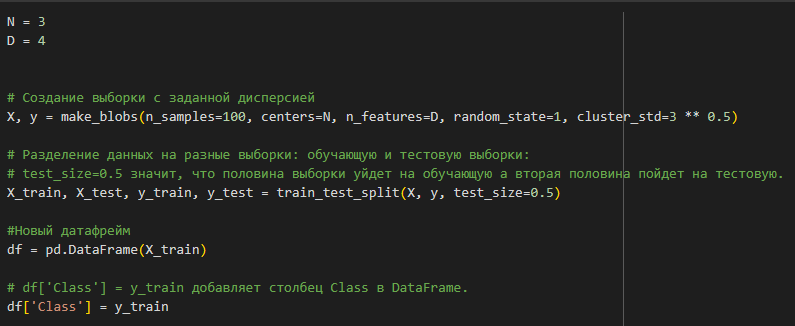 N = 3
D = 4
# Создание выборки с заданной дисперсией
X, y = make_blobs(n_samples=100, centers=N, n_features=D, random_state=1, cluster_std=3 ** 0.5)
# Разделение данных на разные выборки: обучающую и тестовую выборки:
# test_size=0.5 значит, что половина выборки уйдет на обучающую а вторая половина пойдет на тестовую.
X_train, X_test, y_train, y_test = train_test_split(X, y, test_size=0.5)
#Новый датафрейм
df = pd.DataFrame(X_train)
# df['Class'] = y_train добавляет столбец Class в DataFrame.
df['Class'] = y_train